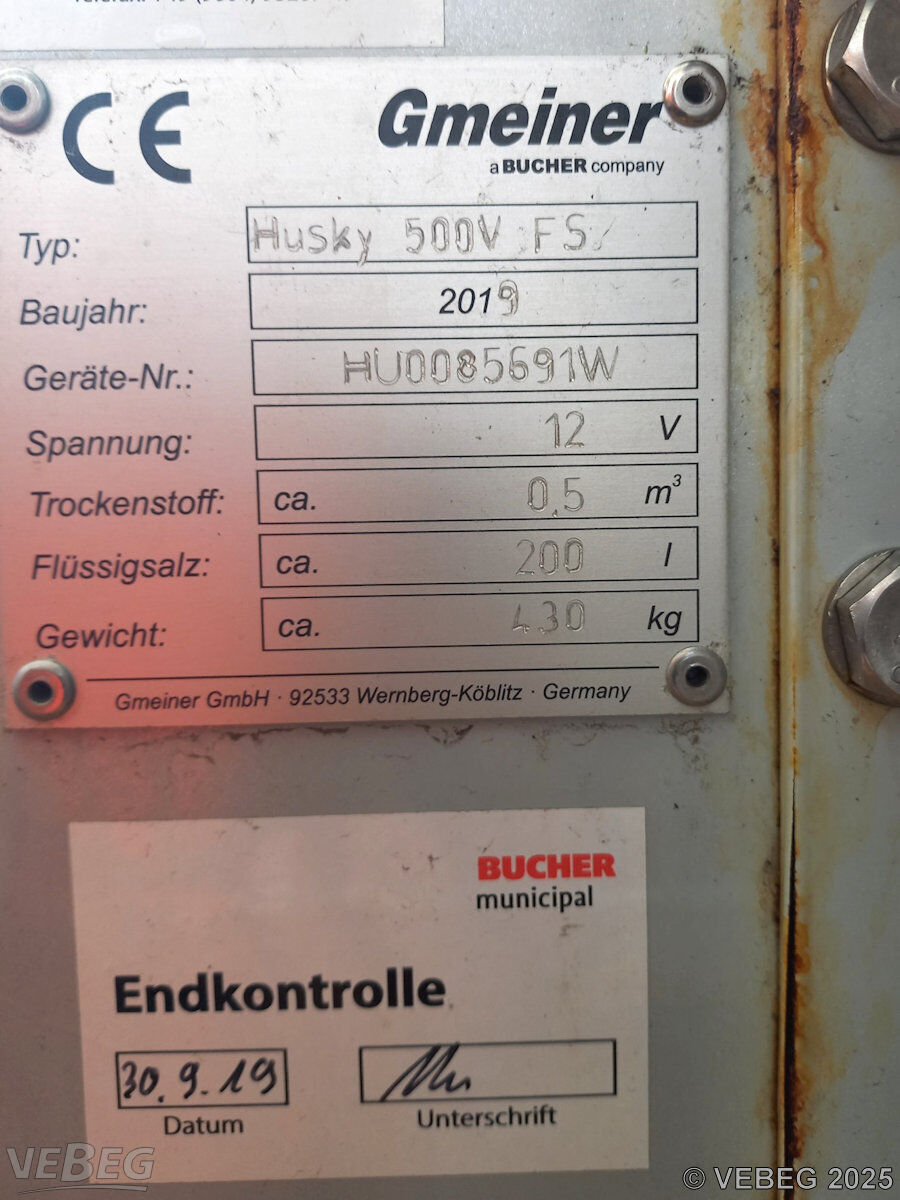 CE
Gmeiner
a BUCHER company
Typ: Husky 500V FS
Baujahr: 2019
Geräte-Nr.: HU0085691W
Spannung: 12 V
Trockenstoff: ca. 0.5 m³
Flüssigsalz: ca. 200 l
Gewicht: ca. 430 kg
Gmeiner GmbH · 92533 Wernberg-Köblitz · Germany
BUCHER
municipal
Endkontrolle
30.9.19
Datum
Unterschrift
VEBEG
© VEBEG 2025